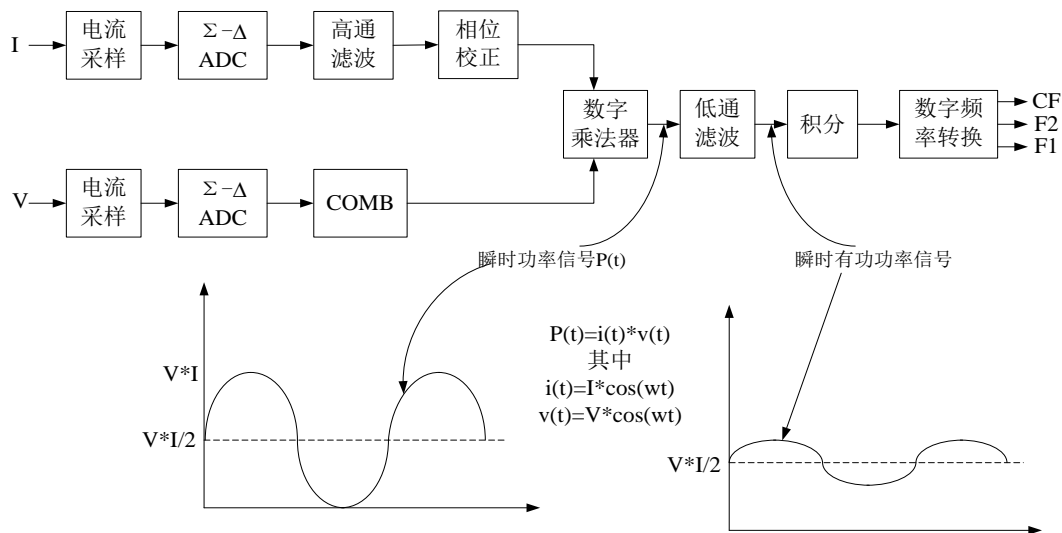 I
电流
采样
Σ-Δ
ADC
高通
滤波
相位
校正
数字
乘法器
低通
滤波
积分
数字频
率转换
CF
F2
F1
V
电流
采样
Σ-Δ
ADC
COMB
瞬时功率信号P(t)
瞬时有功功率信号
V*I
V*I/2
P(t)=i(t)*v(t)
其中
i(t)=I*cos(wt)
v(t)=V*cos(wt)
V*I/2